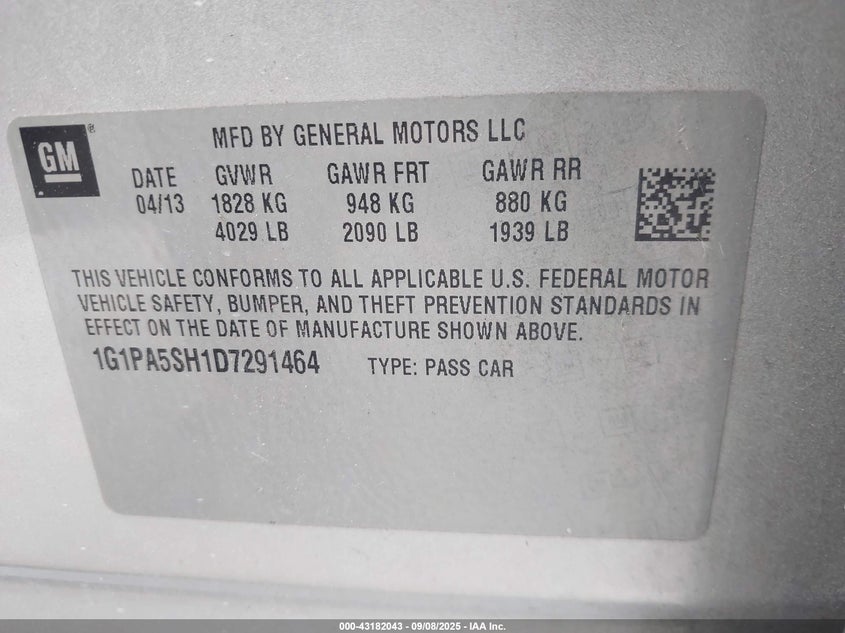 GM®
MFD BY GENERAL MOTORS LLC
DATE GVWR GAWR FRT GAWR RR
04/13 1828 KG 948 KG 880 KG
4029 LB 2090 LB 1939 LB
THIS VEHICLE CONFORMS TO ALL APPLICABLE U.S. FEDERAL MOTOR
VEHICLE SAFETY, BUMPER, AND THEFT PREVENTION STANDARDS IN
EFFECT ON THE DATE OF MANUFACTURE SHOWN ABOVE.
1G1PA5SH1D7291464 TYPE: PASS CAR
000-43182043 - 09/08/2025 - IAA Inc.